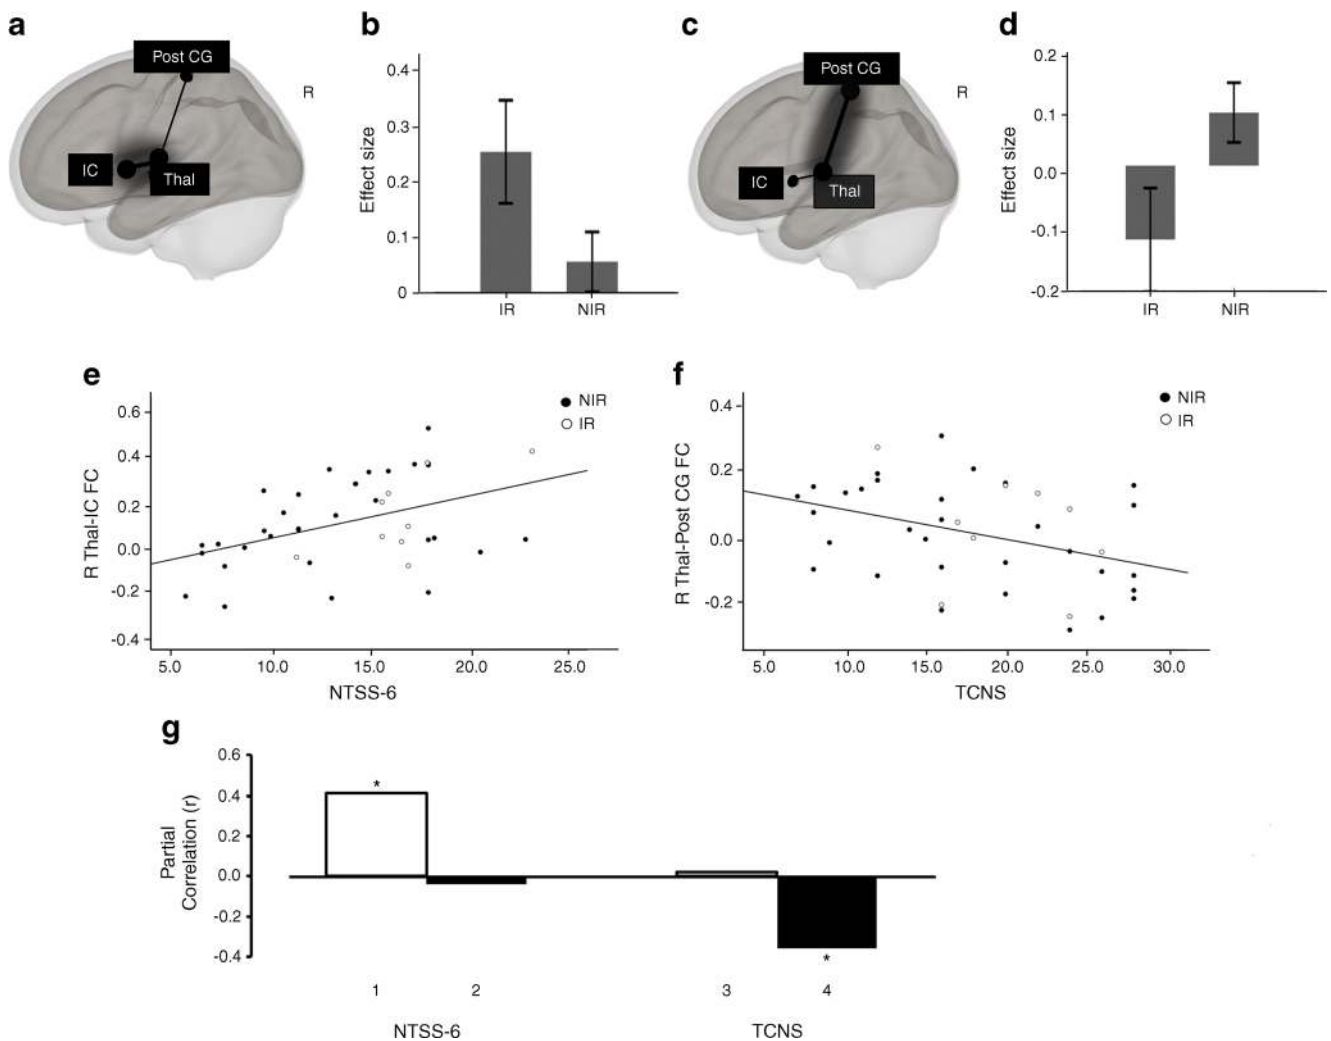 a
Post CG
R
IC
Thal
b
Effect size
0.4
0.3
0.2
0.1
0
IR
NIR
c
Post CG
R
IC
Thal
d
Effect size
0.2
0.1
0.0
-0.1
-0.2
IR
NIR
e
R Thal-IC FC
0.6
0.4
0.2
0.0
-0.2
-0.4
NIR
IR
5.0 10.0 15.0 20.0 25.0
NTSS-6
f
R Thal-Post CG FC
0.4
0.2
0.0
-0.2
NIR
IR
5.0 10.0 15.0 20.0 25.0 30.0
TCNS
g
Partial
Correlation (r)
0.6
0.4
0.2
0.0
-0.2
-0.4
*
*
1 2 3 4
NTSS-6 TCNS